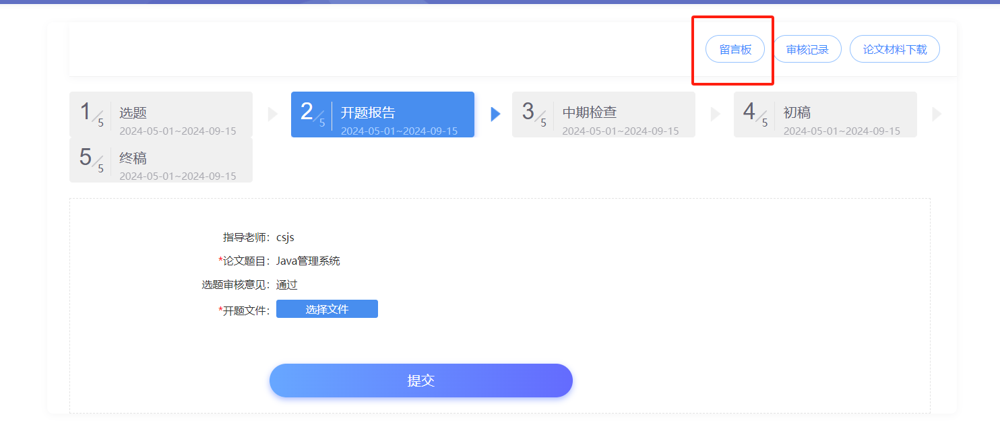 留言板 审核记录 论文材料下载
1/5 选题
2024-05-01~2024-09-15
2/5 开题报告
2024-05-01~2024-09-15
3/5 中期检查
2024-05-01~2024-09-15
4/5 初稿
2024-05-01~2024-09-15
5/5 终稿
2024-05-01~2024-09-15
指导老师：csjs
*论文题目：Java管理系统
选题审核意见：通过
*开题文件：选择文件
提交